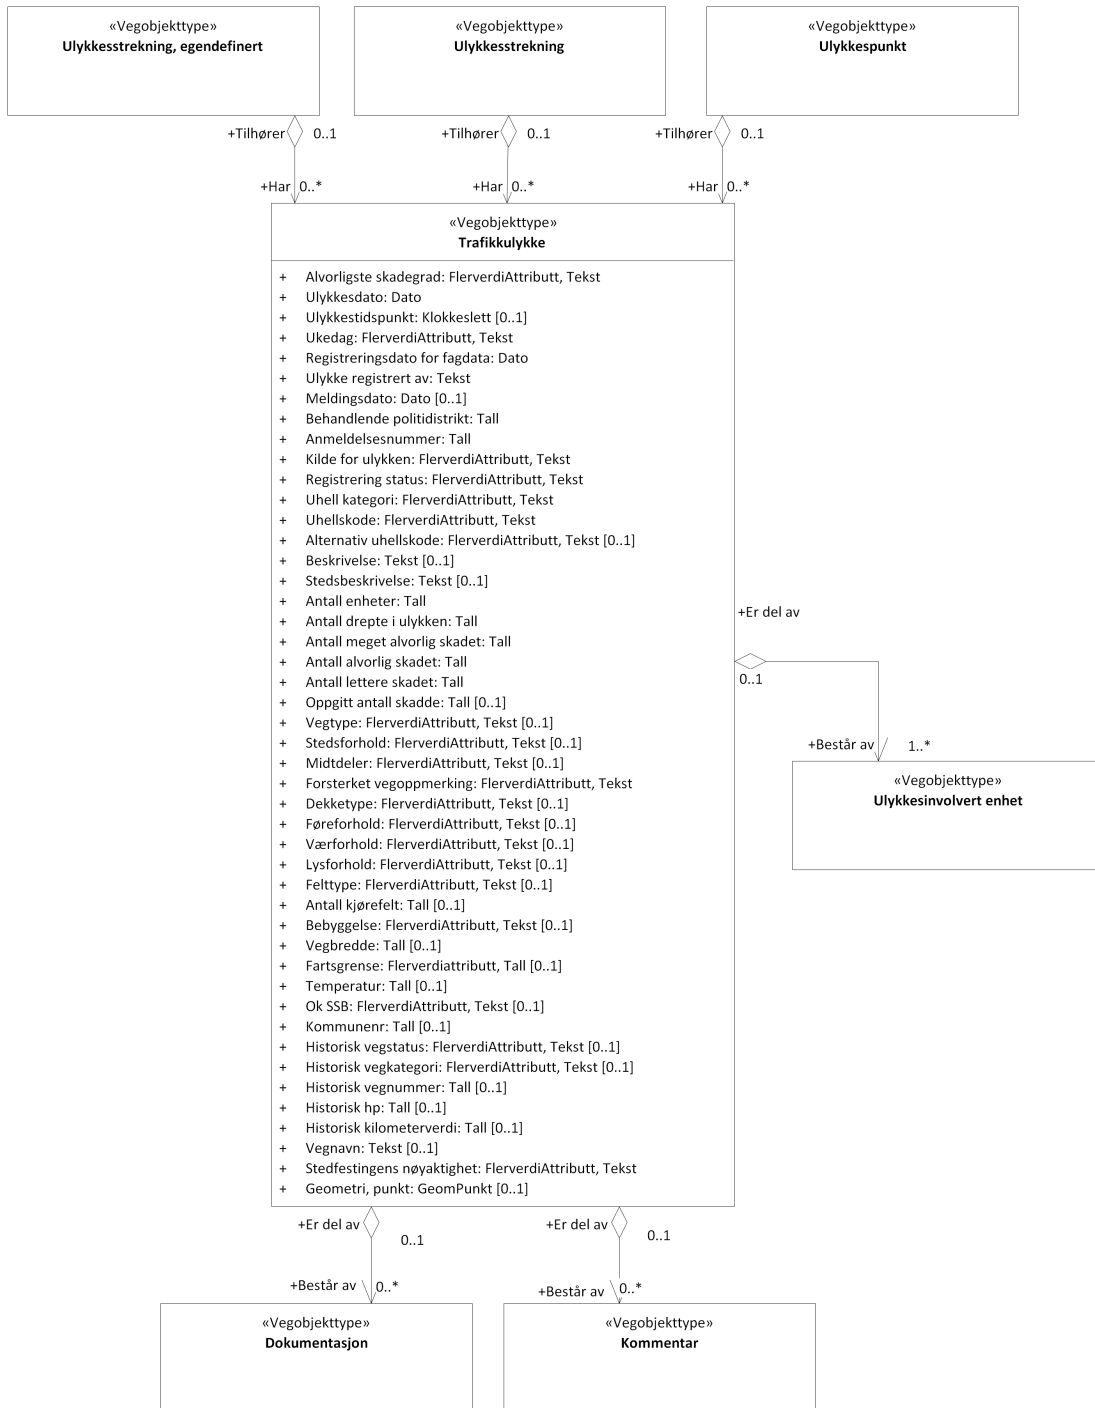 «Vegobjekttype»
Ulykkesstrekning, egendefinert
«Vegobjekttype»
Ulykkesstrekning
«Vegobjekttype»
Ulykkespunkt
+Tilhører 0..1
+Tilhører 0..1
+Tilhører 0..1
+Har 0..*
+Har 0..*
+Har 0..*
«Vegobjekttype»
Trafikkulykke
+ Alvorligste skadegrad: FlerverdiAttributt, Tekst
+ Ulykkesdato: Dato
+ Ulykkestidspunkt: Klokkeslett [0..1]
+ Ukedag: FlerverdiAttributt, Tekst
+ Registreringsdato for fagdata: Dato
+ Ulykke registrert av: Tekst
+ Meldingsdato: Dato [0..1]
+ Behandlende politidistrikt: Tall
+ Anmeldelsesnummer: Tall
+ Kilde for ulykken: FlerverdiAttributt, Tekst
+ Registrering status: FlerverdiAttributt, Tekst
+ Uhell kategori: FlerverdiAttributt, Tekst
+ Uhellskode: FlerverdiAttributt, Tekst
+ Alternativ uhellskode: FlerverdiAttributt, Tekst [0..1]
+ Beskrivelse: Tekst [0..1]
+ Stedsbeskrivelse: Tekst [0..1]
+ Antall enheter: Tall
+ Antall drepte i ulykken: Tall
+ Antall meget alvorlig skadet: Tall
+ Antall alvorlig skadet: Tall
+ Antall lettere skadet: Tall
+ Oppgitt antall skadde: Tall [0..1]
+ Vegtype: FlerverdiAttributt, Tekst [0..1]
+ Stedsforhold: FlerverdiAttributt, Tekst [0..1]
+ Midtdeler: FlerverdiAttributt, Tekst [0..1]
+ Forsterket vegoppmerking: FlerverdiAttributt, Tekst
+ Dekketype: FlerverdiAttributt, Tekst [0..1]
+ Føreforhold: FlerverdiAttributt, Tekst [0..1]
+ Værforhold: FlerverdiAttributt, Tekst [0..1]
+ Lysforhold: FlerverdiAttributt, Tekst [0..1]
+ Felttype: FlerverdiAttributt, Tekst [0..1]
+ Antall kjørefelt: Tall [0..1]
+ Bebyggelse: FlerverdiAttributt, Tekst [0..1]
+ Vegbredde: Tall [0..1]
+ Fartsgrense: Flerverdiattributt, Tall [0..1]
+ Temperatur: Tall [0..1]
+ Ok SSB: FlerverdiAttributt, Tekst [0..1]
+ Kommunenr: Tall [0..1]
+ Historisk vegstatus: FlerverdiAttributt, Tekst [0..1]
+ Historisk vegkategori: FlerverdiAttributt, Tekst [0..1]
+ Historisk vegnummer: Tall [0..1]
+ Historisk hp: Tall [0..1]
+ Historisk kilometerverdi: Tall [0..1]
+ Vegnavn: Tekst [0..1]
+ Stedfestingens nøyaktighet: FlerverdiAttributt, Tekst
+ Geometri, punkt: GeomPunkt [0..1]
+Er del av
0..1
+Består av 1..*
«Vegobjekttype»
Ulykkesinvolvert enhet
+Er del av
0..1
+Er del av
0..1
+Består av 0..*
+Består av 0..*
«Vegobjekttype»
Dokumentasjon
«Vegobjekttype»
Kommentar